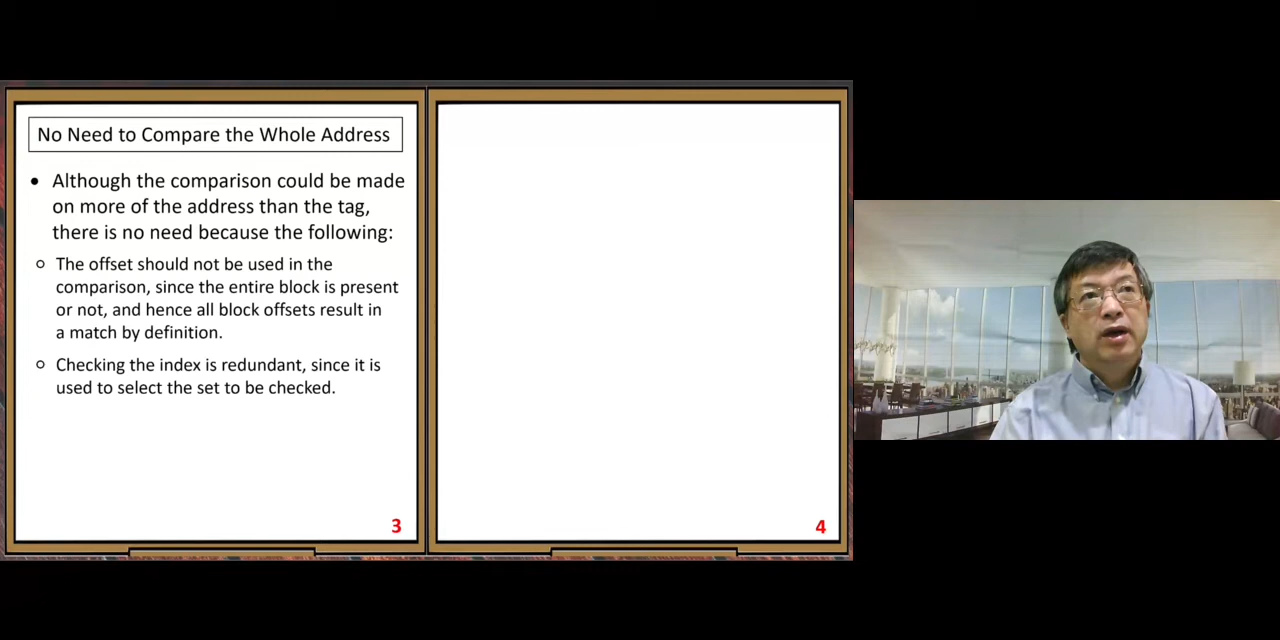 No Need to Compare the Whole Address
• Although the comparison could be made
on more of the address than the tag,
there is no need because the following:
o The offset should not be used in the
comparison, since the entire block is present
or not, and hence all block offsets result in
a match by definition.
o Checking the index is redundant, since it is
used to select the set to be checked.
3
4